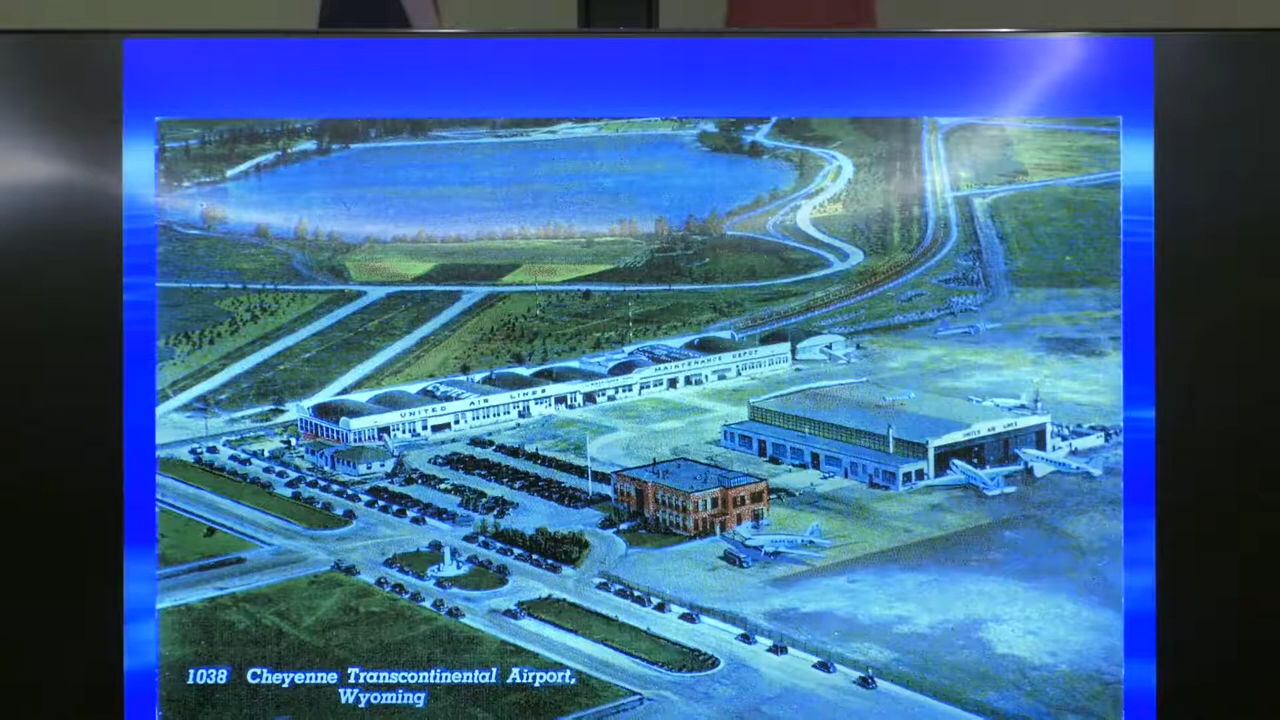 UNITED AIR LINES
MAINTENANCE DEPOT
UNITED AIR LINES
1038 Cheyenne Transcontinental Airport,
Wyoming